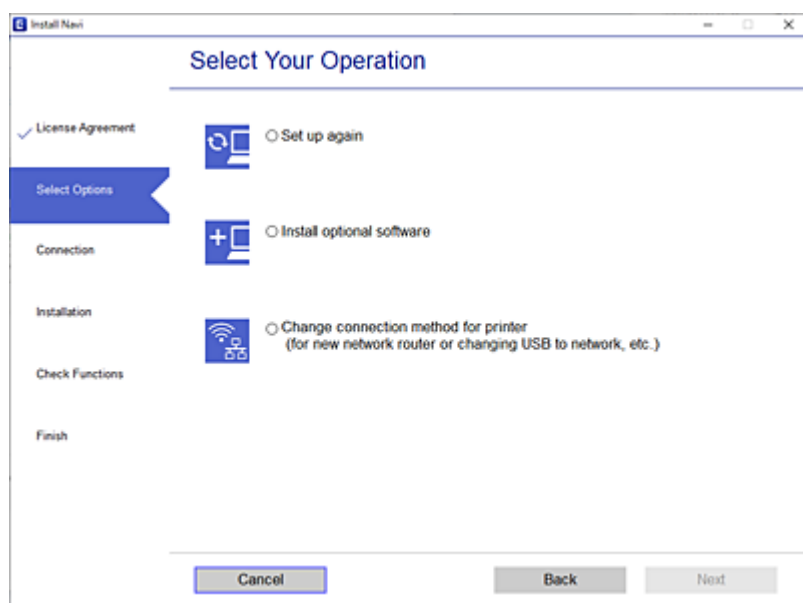 Install Navi
Select Your Operation
License Agreement
Select Options
Connection
Installation
Check Functions
Finish
Set up again
Install optional software
Change connection method for printer
(for new network router or changing USB to network, etc.)
Cancel
Back
Next